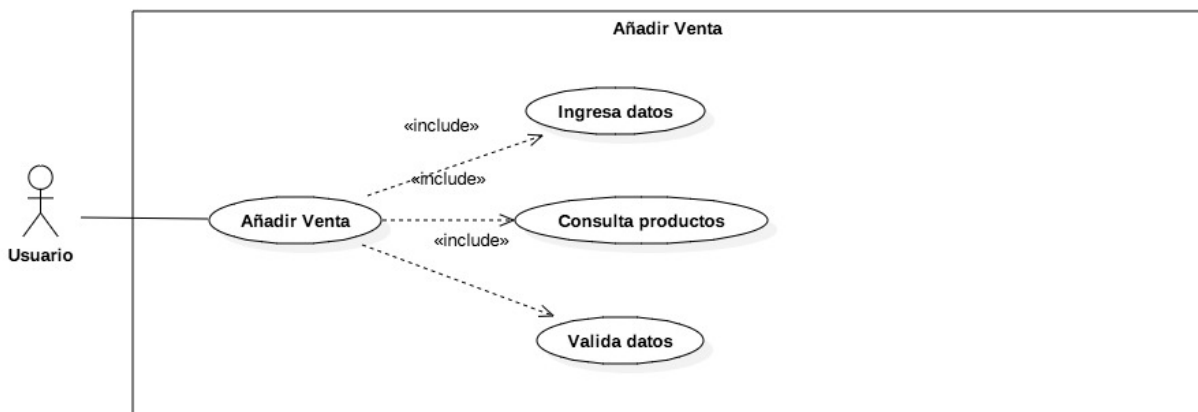 Añadir Venta
Ingresa datos
«include»
«include»
Añadir Venta
Consulta productos
«include»
Usuario
Valida datos